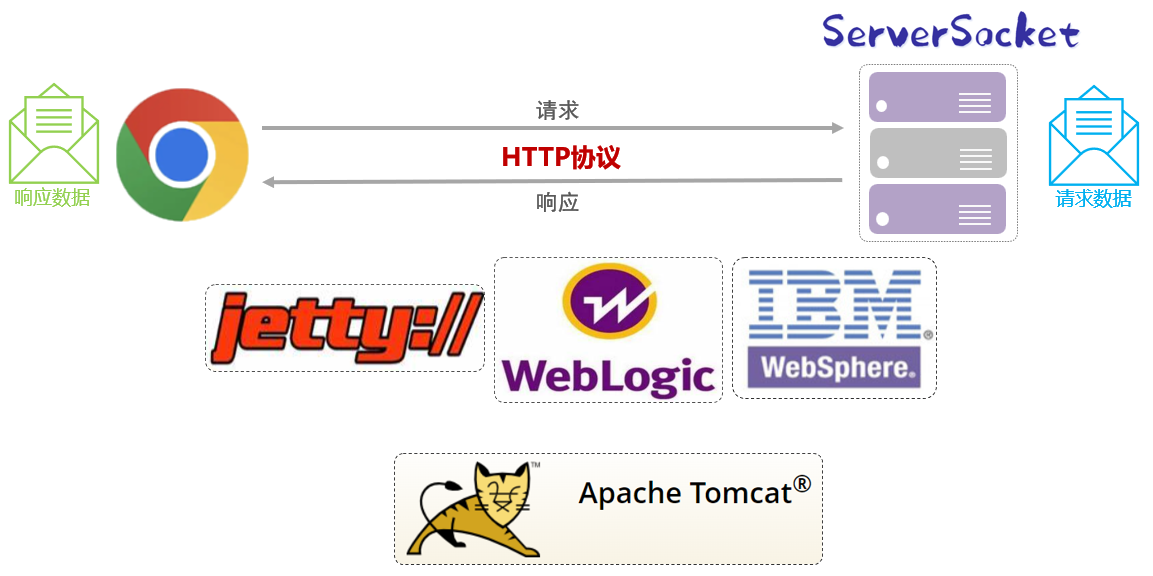 ServerSocket
请求
HTTP协议
响应
响应数据
请求数据
jetty://
WebLogic
IBM®
WebSphere®
Apache Tomcat®
TM